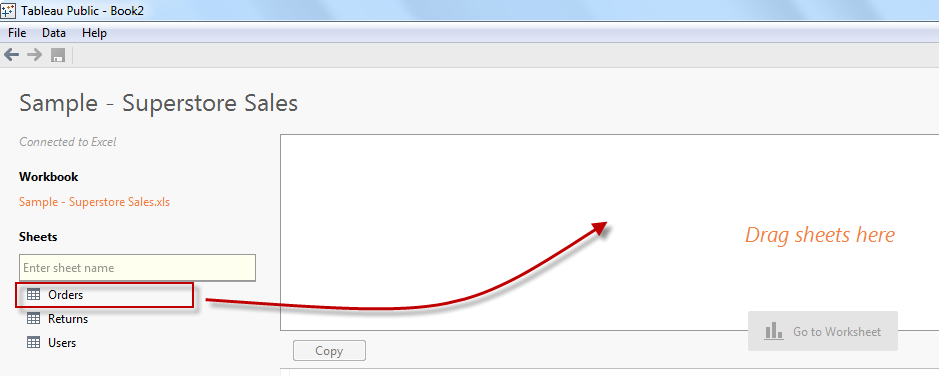 Tableau Public - Book2
File Data Help
Sample - Superstore Sales
Connected to Excel
Workbook
Sample - Superstore Sales.xls
Sheets
Enter sheet name
Orders
Returns
Users
Drag sheets here
Go to Worksheet
Copy